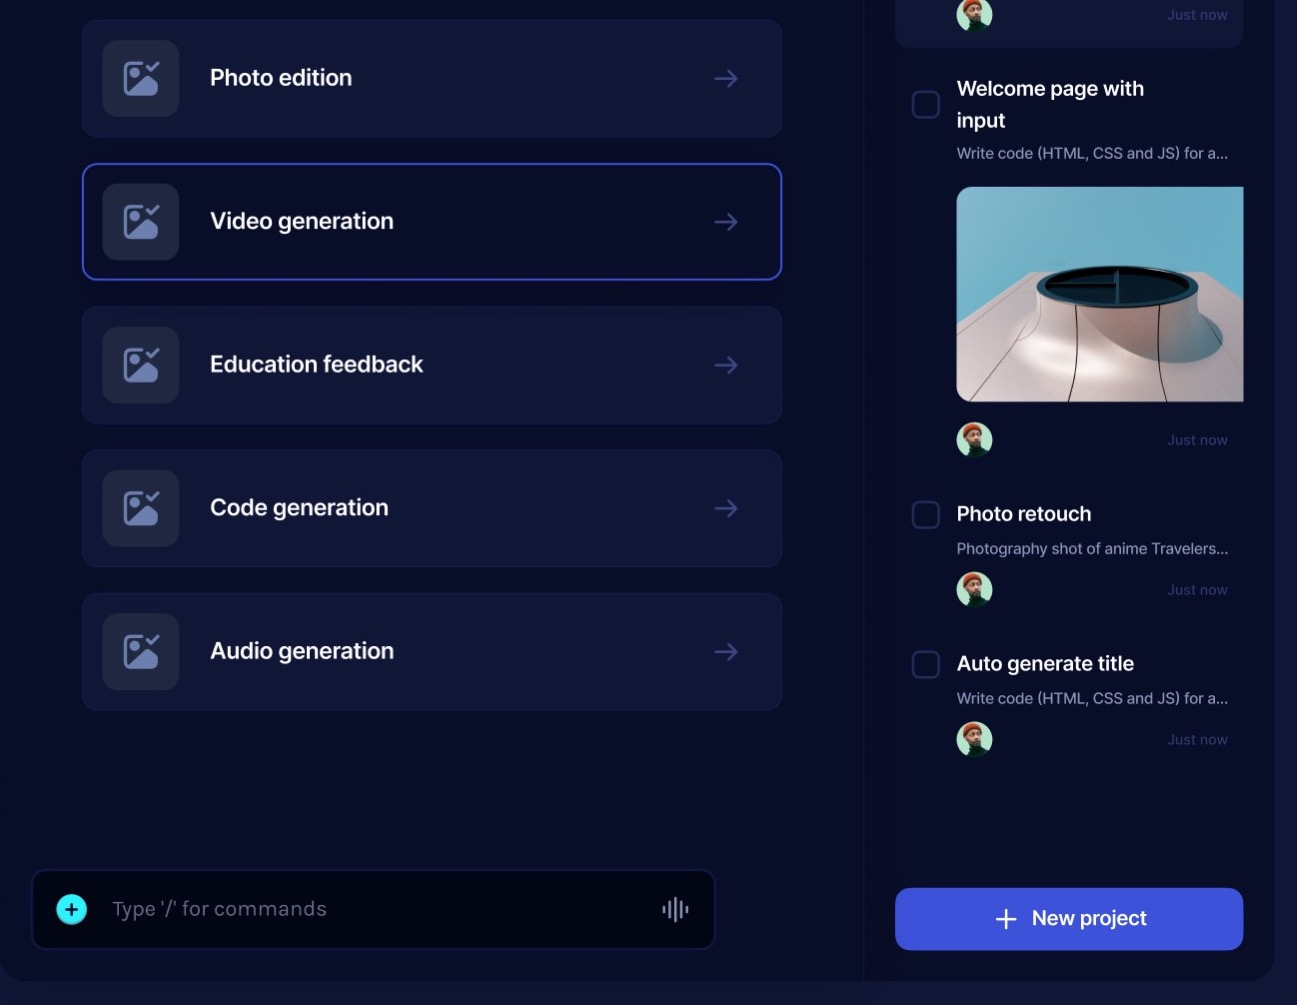 Photo edition
Video generation
Education feedback
Code generation
Audio generation
Type '/' for commands
Just now
Welcome page with
input
Write code (HTML, CSS and JS) for a...
Just now
Photo retouch
Photography shot of anime Travelers...
Just now
Auto generate title
Write code (HTML, CSS and JS) for a...
Just now
New project